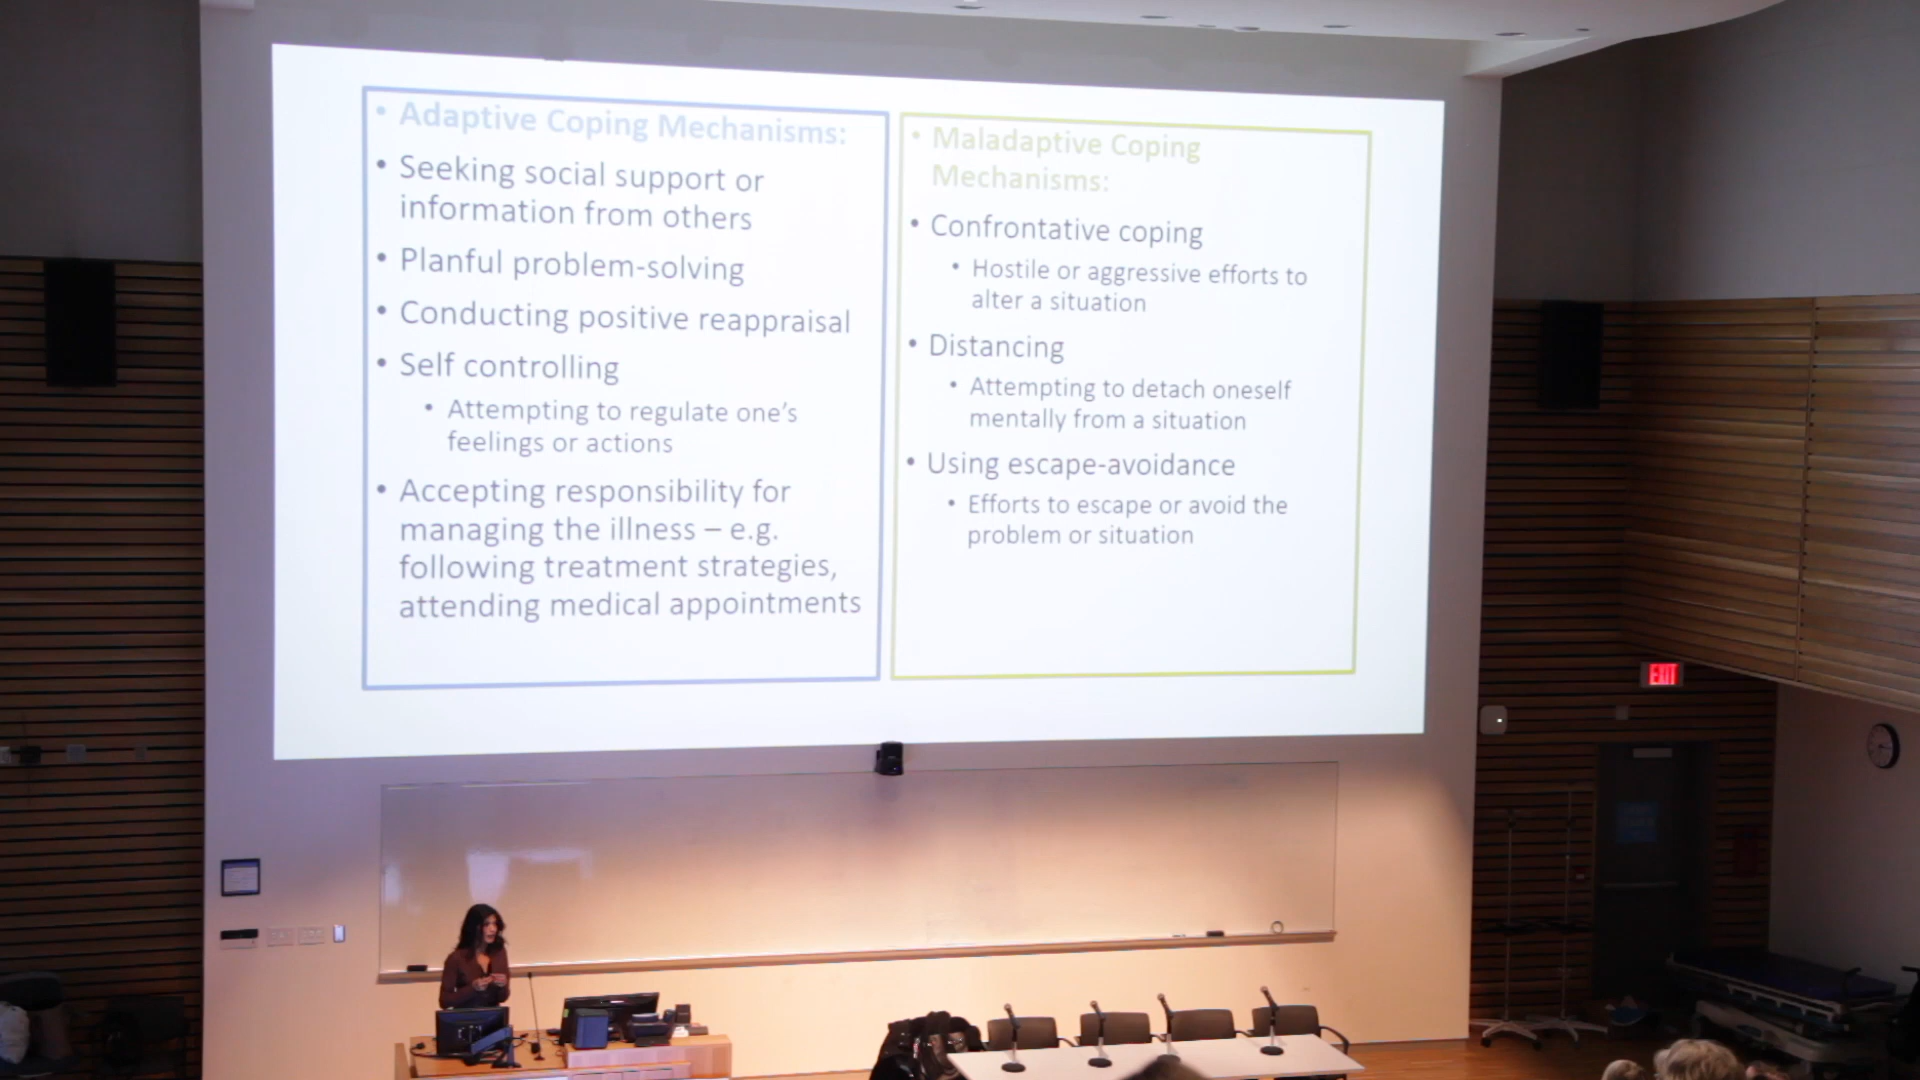 • Adaptive Coping Mechanisms:
• Seeking social support or
information from others
• Planful problem-solving
• Conducting positive reappraisal
• Self controlling
• Attempting to regulate one's
feelings or actions
• Accepting responsibility for
managing the illness – e.g.
following treatment strategies,
attending medical appointments
• Maladaptive Coping
Mechanisms:
• Confrontative coping
• Hostile or aggressive efforts to
alter a situation
• Distancing
• Attempting to detach oneself
mentally from a situation
• Using escape-avoidance
• Efforts to escape or avoid the
problem or situation
EXIT